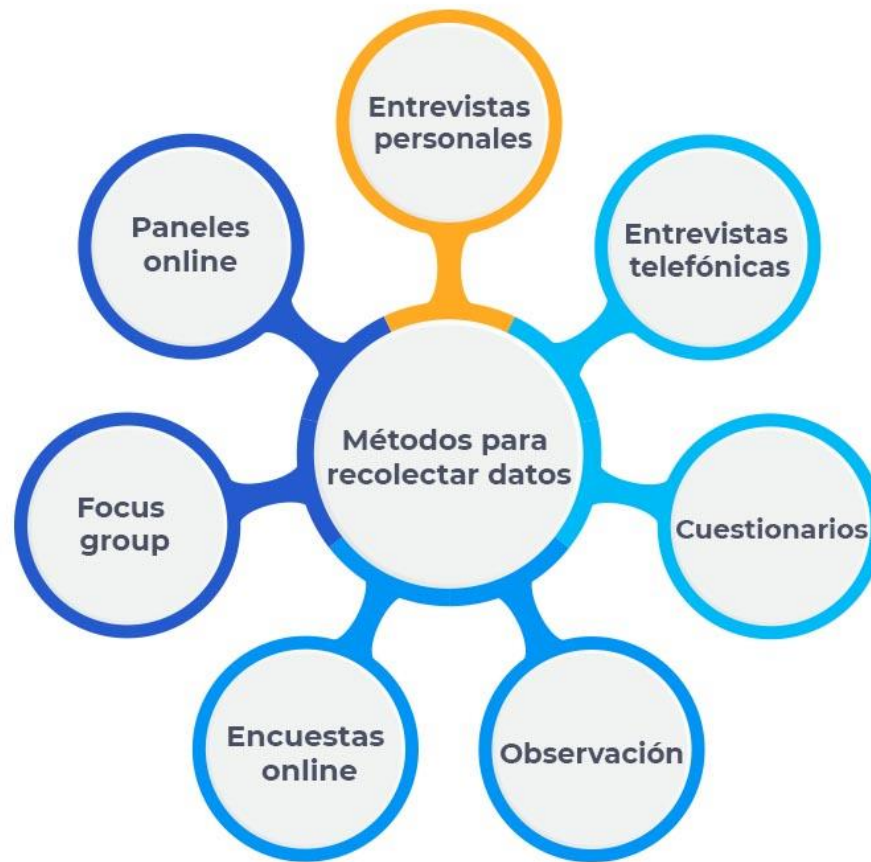 Entrevistas
personales
Entrevistas
telefónicas
Cuestionarios
Observación
Encuestas
online
Focus
group
Paneles
online
Métodos para
recolectar datos